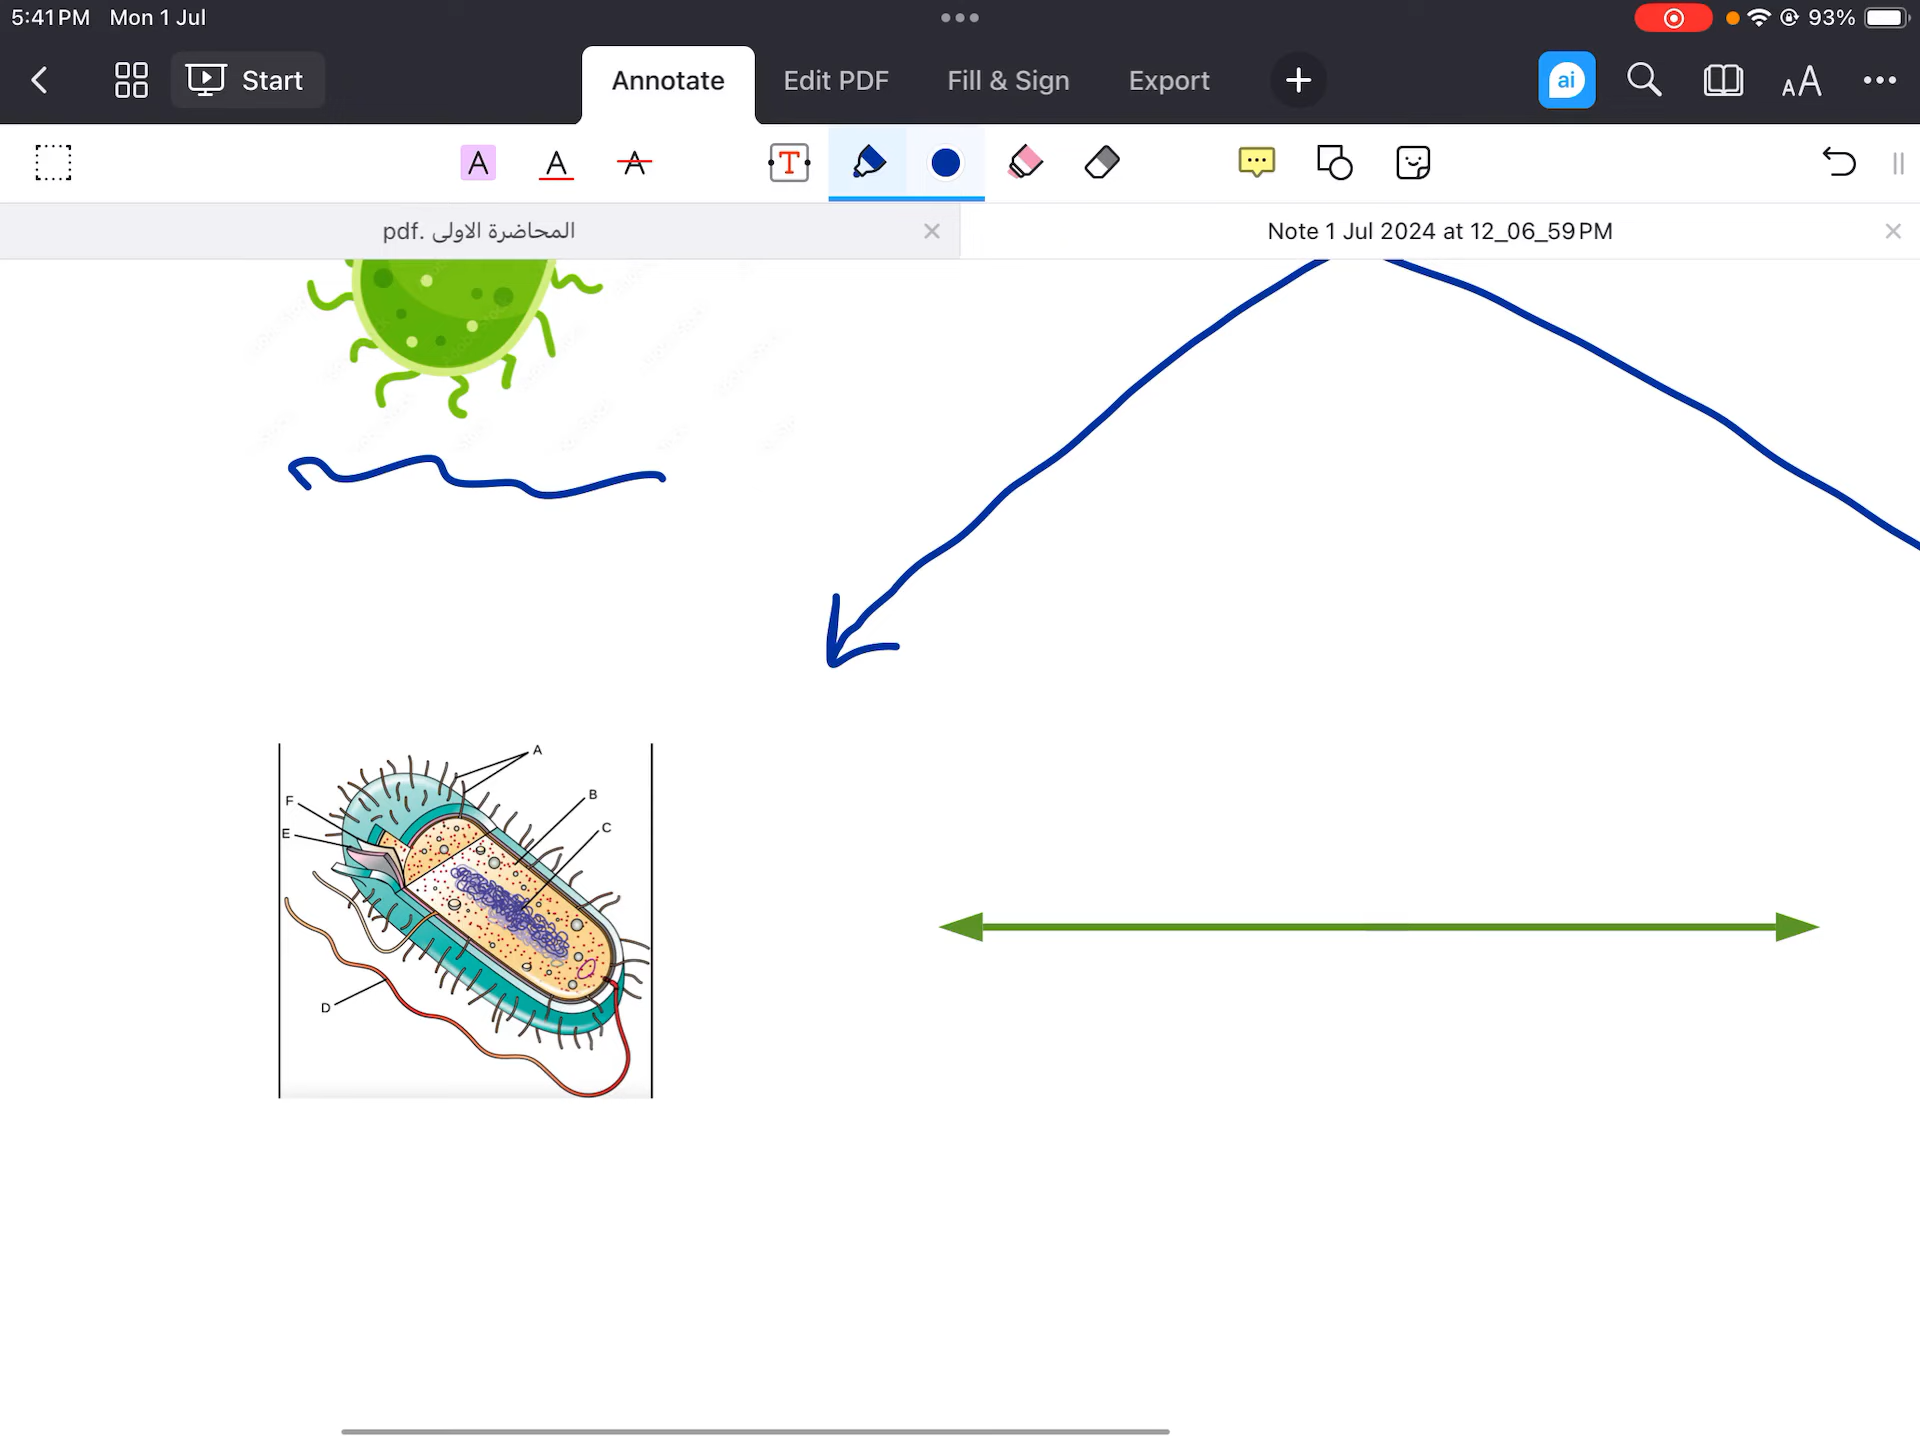 5:41 PM Mon 1 Jul 93%
Start Annotate Edit PDF Fill & Sign Export ai AA
A A A T
المحاضرة الاولى .pdf
Note 1 Jul 2024 at 12_06_59 PM
A
B
F
C
E
D